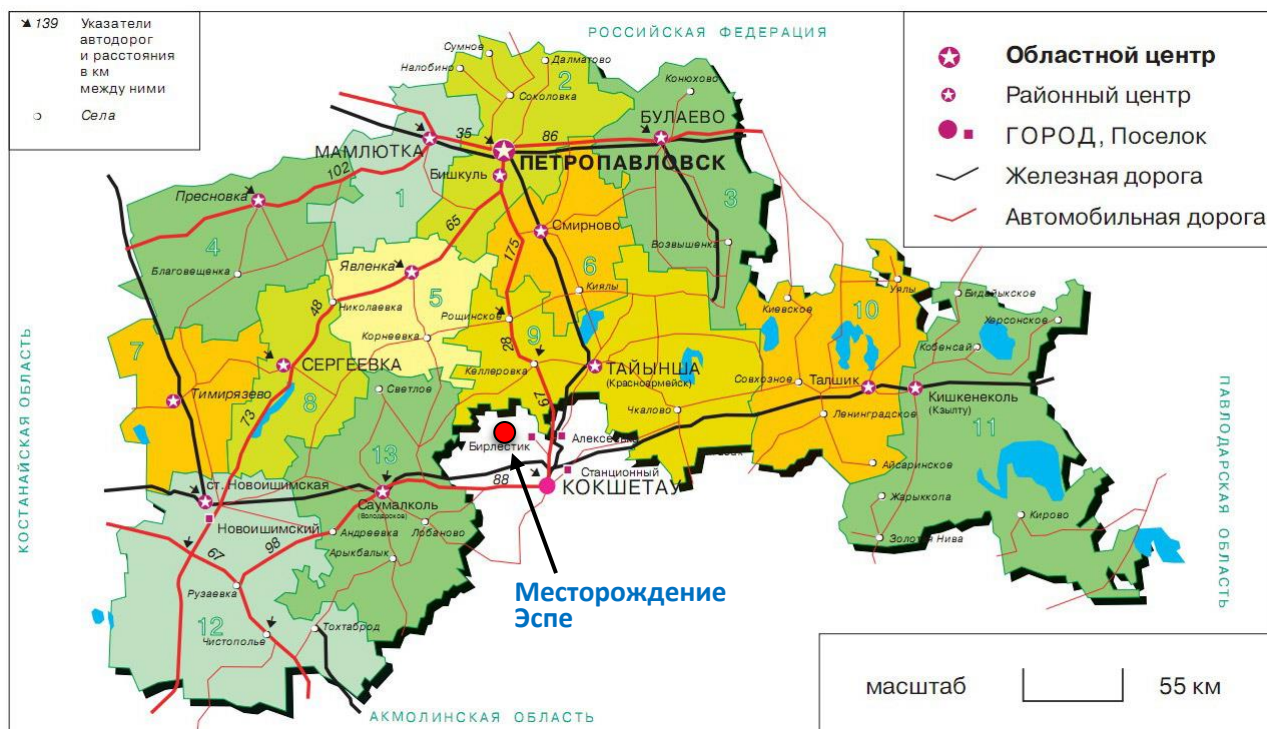 139 Указатели
автодорог
и расстояния
в км
между ними
Села
РОССИЙСКАЯ ФЕДЕРАЦИЯ
Областной центр
Районный центр
ГОРОД, Поселок
Железная дорога
Автомобильная дорога
Сумное
Налобино
Далматово
2
Соколовка
Конюхово
БУЛАЕВО
35
86
МАМЛЮТКА
ПЕТРОПАВЛОВСК
Бишкуль
102
Пресновка
1
3
65
175
Смирново
4
Возвышенка
Благовещенка
Явленка
6
5
Киялы
Николаевка
48
Рощинское
Корнеевка
9
28
7
СЕРГЕЕВКА
Келлеровка
ТАЙЫНША
(Красноармейск)
Тимирязево
8
Светлое
73
67
Чкалово
Уялы
10
Киевское
Бидайыкское
Херсонское
Кобенсай
Совхозное
Талшик
Кишкенеколь
(Кзылту)
Ленинградское
11
Айсаринское
Жарыккопа
Кирово
Золотая Нива
Бирлестик
Алексеевка
Станционный
КОКШЕТАУ
88
13
ст. Новоишимская
Новоишимский
Саумалколь
(Володарское)
Андреевка
Лобаново
Арыкбалык
67
98
Рузаевка
12
Чистополье
Тохтаброд
Месторождение
Эспе
КОСТАНАЙСКАЯ ОБЛАСТЬ
ПАВЛОДАРСКАЯ ОБЛАСТЬ
АКМОЛИНСКАЯ ОБЛАСТЬ
масштаб 55 км